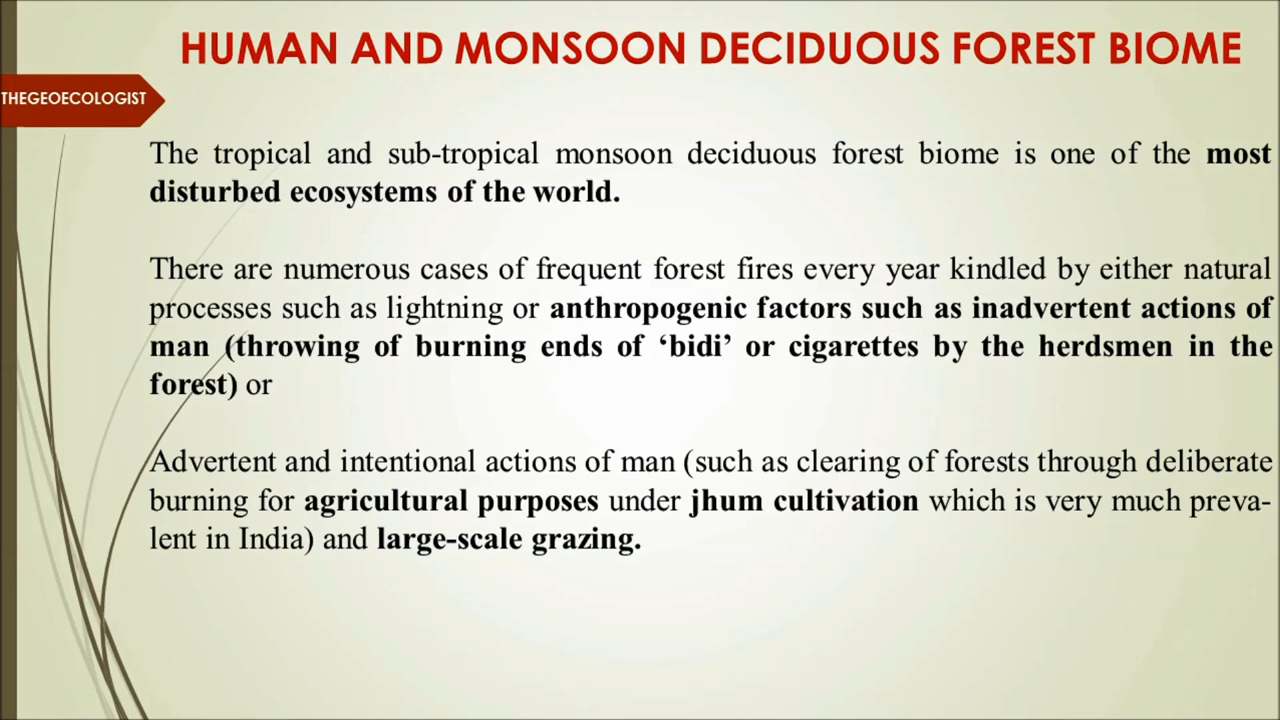 HUMAN AND MONSOON DECIDUOUS FOREST BIOME
THEGEOECOLOGIST
The tropical and sub-tropical monsoon deciduous forest biome is one of the most
disturbed ecosystems of the world.
There are numerous cases of frequent forest fires every year kindled by either natural
processes such as lightning or anthropogenic factors such as inadvertent actions of
man (throwing of burning ends of ‘bidi’ or cigarettes by the herdsmen in the
forest) or
Advertent and intentional actions of man (such as clearing of forests through deliberate
burning for agricultural purposes under jhum cultivation which is very much preva-
lent in India) and large-scale grazing.